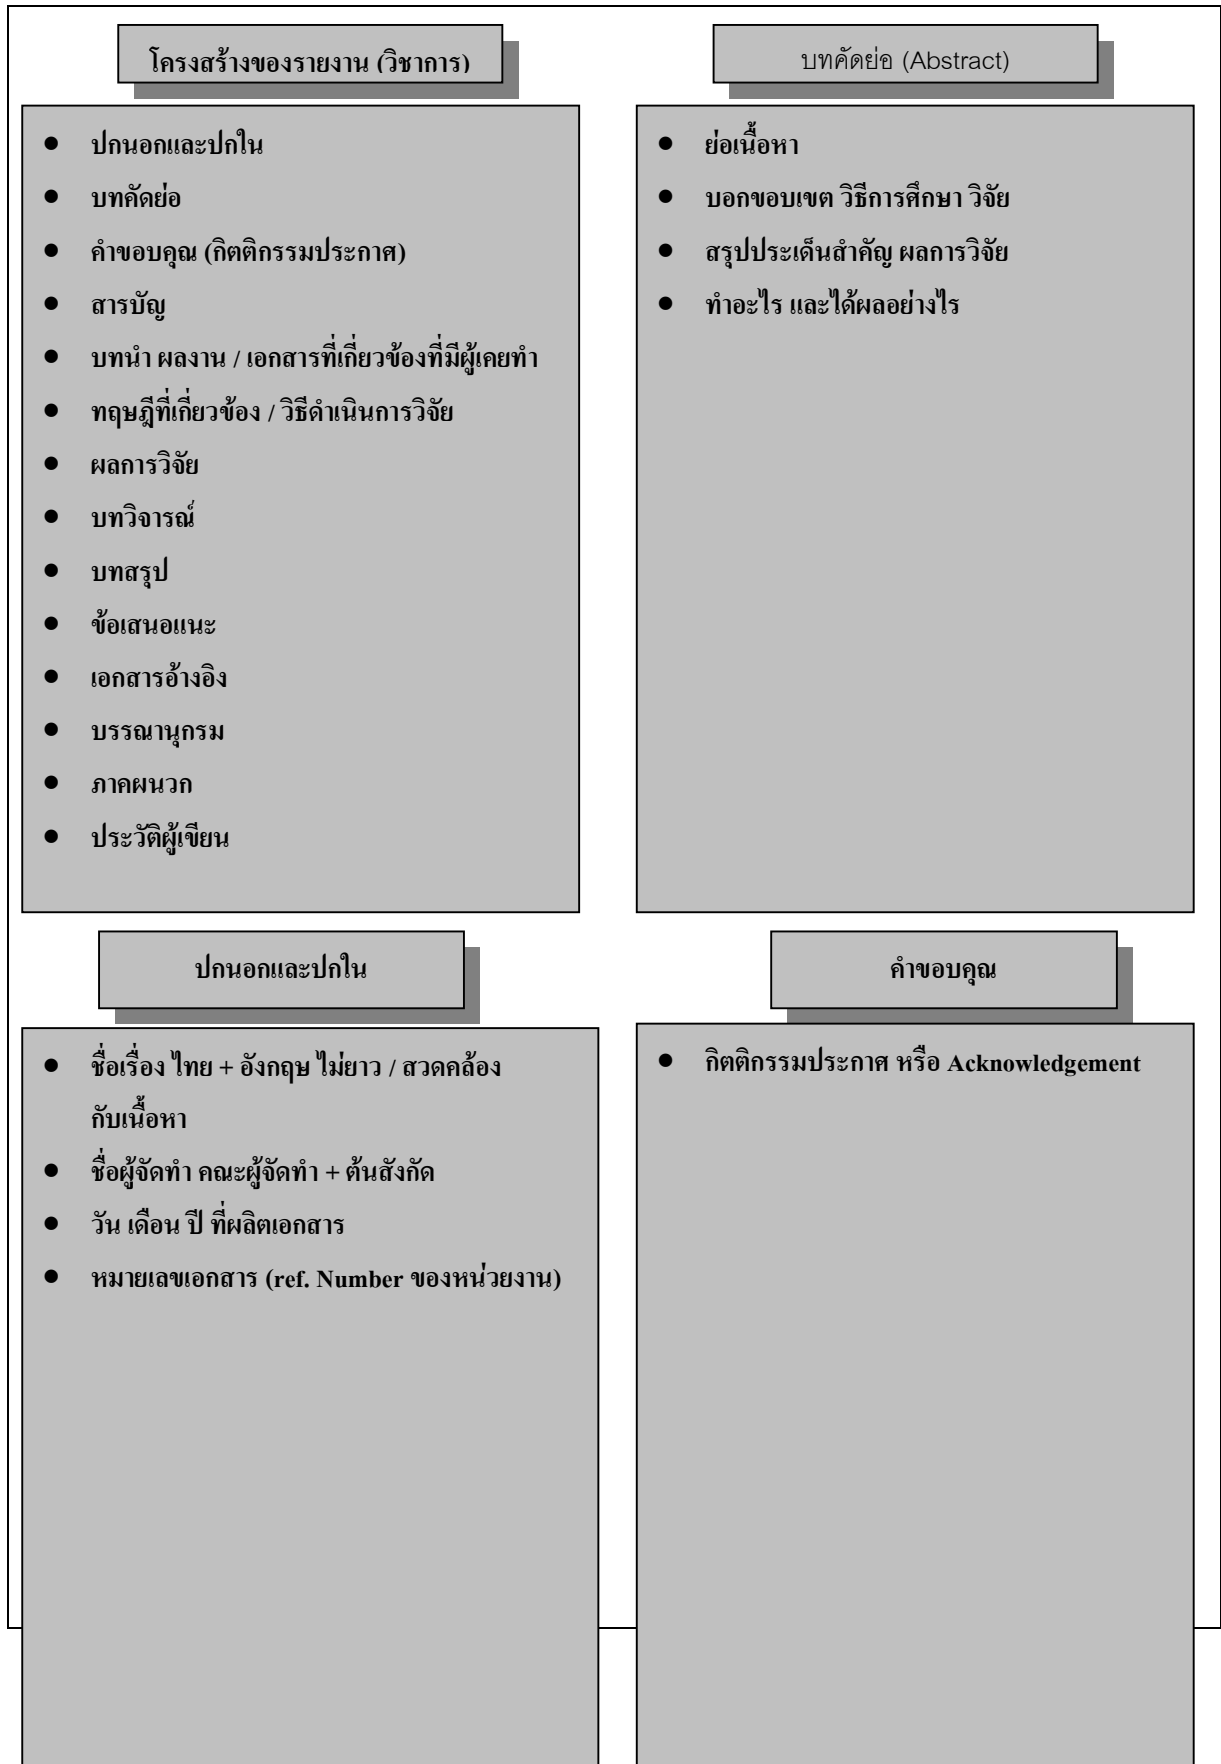 โครงสร้างของรายงาน (วิชาการ)
● ปกนอกและปกใน
● บทคัดย่อ
● คำขอบคุณ (กิตติกรรมประกาศ)
● สารบัญ
● บทนำ ผลงาน / เอกสารที่เกี่ยวข้องที่มีผู้เคยทำ
● ทฤษฎีที่เกี่ยวข้อง / วิธีดำเนินการวิจัย
● ผลการวิจัย
● บทวิจารณ์
● บทสรุป
● ข้อเสนอแนะ
● เอกสารอ้างอิง
● บรรณานุกรม
● ภาคผนวก
● ประวัติผู้เขียน
บทคัดย่อ (Abstract)
● ย่อเนื้อหา
● บอกขอบเขต วิธีการศึกษา วิจัย
● สรุปประเด็นสำคัญ ผลการวิจัย
● ทำอะไร และได้ผลอย่างไร
ปกนอกและปกใน
● ชื่อเรื่อง ไทย + อังกฤษ ไม่ยาว / สวดคล้อง
กับเนื้อหา
● ชื่อผู้จัดทำ คณะผู้จัดทำ + ต้นสังกัด
● วัน เดือน ปี ที่ผลิตเอกสาร
● หมายเลขเอกสาร (ref. Number ของหน่วยงาน)
คำขอบคุณ
● กิตติกรรมประกาศ หรือ Acknowledgement